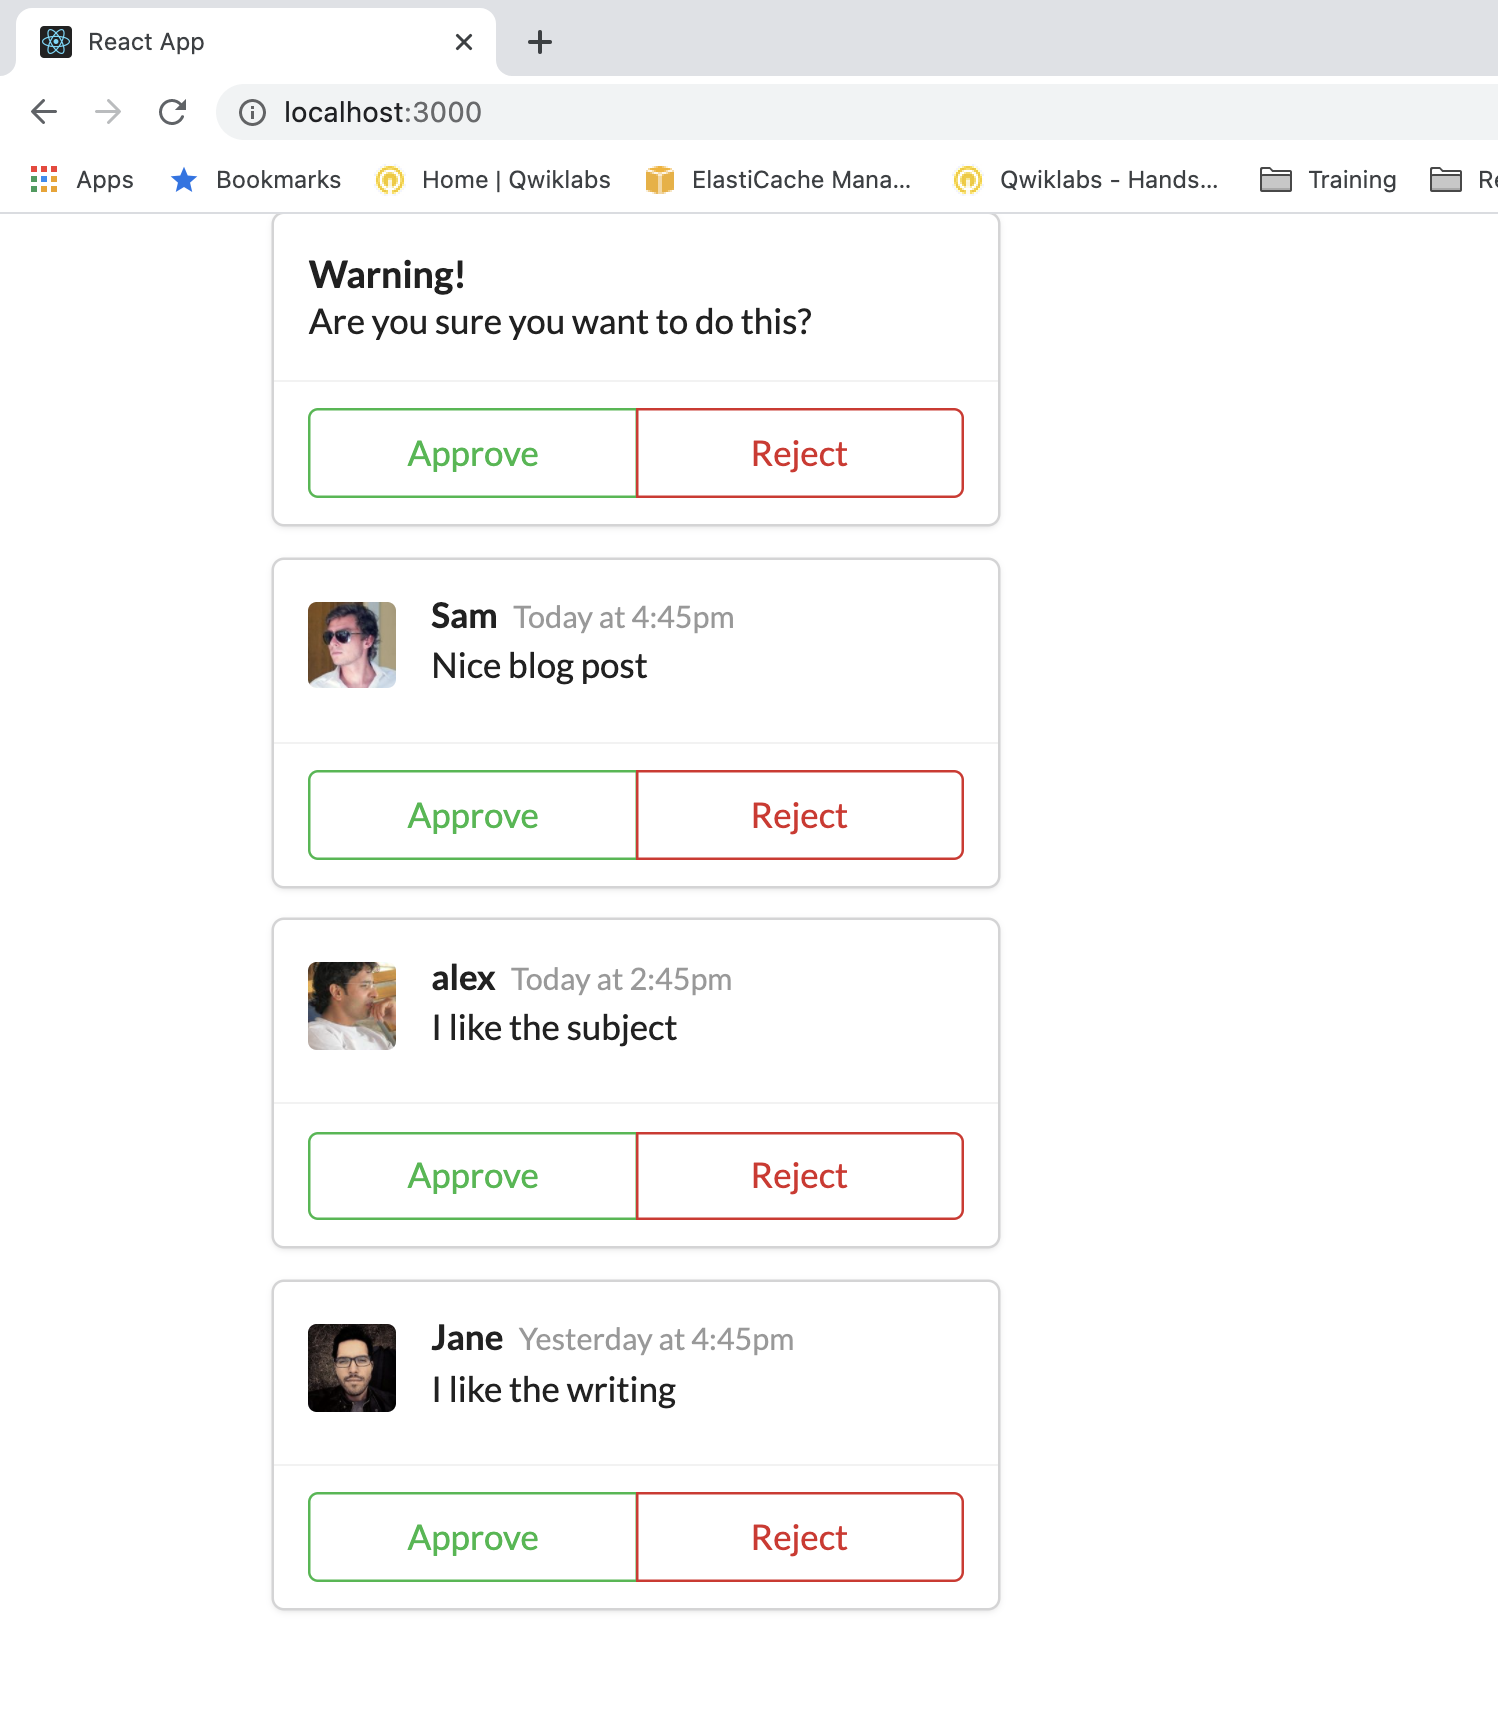 React App
localhost:3000
Apps Bookmarks Home | Qwiklabs ElastiCache Mana... Qwiklabs - Hands... Training
Warning!
Are you sure you want to do this?
Approve Reject
Sam Today at 4:45pm
Nice blog post
Approve Reject
alex Today at 2:45pm
I like the subject
Approve Reject
Jane Yesterday at 4:45pm
I like the writing
Approve Reject